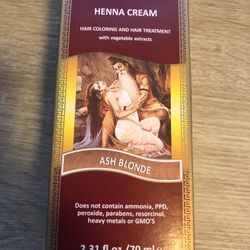 HENNA CREAM
HAIR COLORING AND HAIR TREATMENT
with vegetable extracts
ASH BLONDE
Does not contain ammonia, PPD,
peroxide, parabens, resorcinol,
heavy metals or GMO'S
2.31 fl oz (70 ml